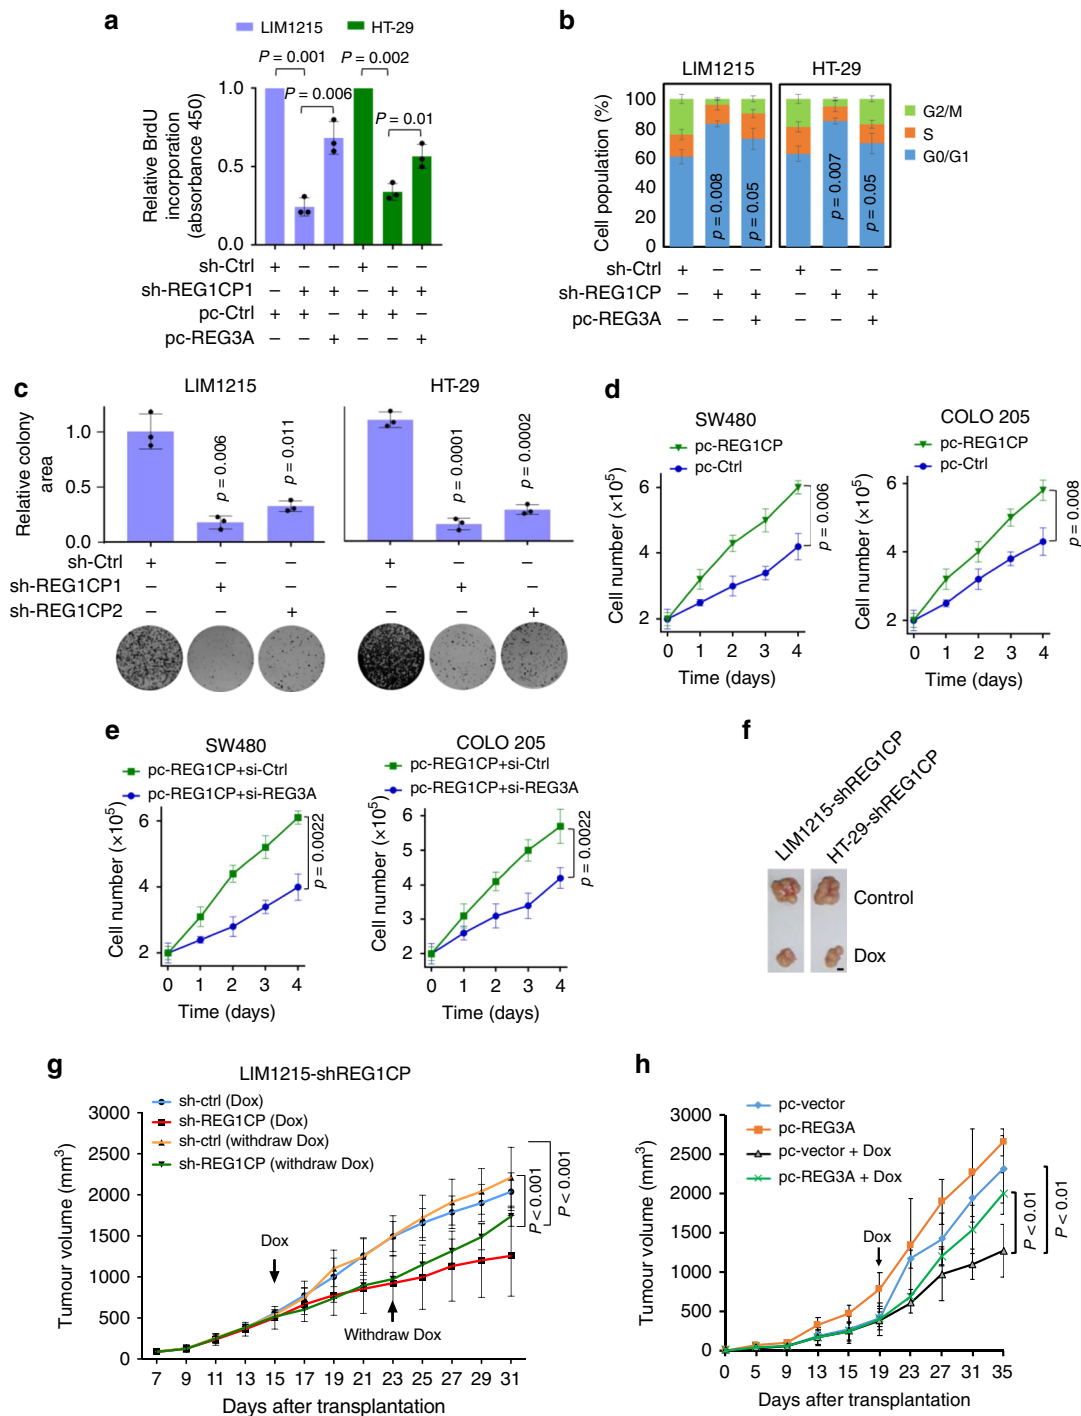 a
LIM1215 HT-29
P = 0.001 P = 0.002
P = 0.006
P = 0.01
Relative BrdU incorporation (absorbance 450)
1.0
0.5
0.0
sh-Ctrl + – – + – –
sh-REG1CP1 – + + – + +
pc-Ctrl + + – + + –
pc-REG3A – – + – – +
b
LIM1215 HT-29
Cell population (%)
100
80
60
40
20
0
p = 0.008
p = 0.05
p = 0.007
p = 0.05
G2/M
S
G0/G1
sh-Ctrl + – – + – –
sh-REG1CP – + + – + +
pc-REG3A – – + – – +
c
LIM1215 HT-29
Relative colony area
1.0
0.5
0.0
p = 0.006
p = 0.011
p = 0.0001
p = 0.0002
sh-Ctrl + – – + – –
sh-REG1CP1 – + – – + –
sh-REG1CP2 – – + – – +
d
SW480
pc-REG1CP
pc-Ctrl
Cell number (×10⁵)
6
4
2
p = 0.006
0 1 2 3 4
Time (days)
COLO 205
pc-REG1CP
pc-Ctrl
Cell number (×10⁵)
6
4
2
p = 0.008
0 1 2 3 4
Time (days)
e
SW480
pc-REG1CP+si-Ctrl
pc-REG1CP+si-REG3A
Cell number (×10⁵)
6
4
2
p = 0.0022
0 1 2 3 4
Time (days)
COLO 205
pc-REG1CP+si-Ctrl
pc-REG1CP+si-REG3A
Cell number (×10⁵)
6
5
4
3
2
p = 0.0022
0 1 2 3 4
Time (days)
f
LIM1215-shREG1CP
HT-29-shREG1CP
Control
Dox
g
LIM1215-shREG1CP
sh-ctrl (Dox)
sh-REG1CP (Dox)
sh-ctrl (withdraw Dox)
sh-REG1CP (withdraw Dox)
Tumour volume (mm³)
3000
2500
2000
1500
1000
500
0
Dox
Withdraw Dox
P < 0.001
P < 0.001
7 9 11 13 15 17 19 21 23 25 27 29 31
Days after transplantation
h
pc-vector
pc-REG3A
pc-vector + Dox
pc-REG3A + Dox
Tumour volume (mm³)
3000
2500
2000
1500
1000
500
0
Dox
P < 0.01
P < 0.01
0 5 9 13 15 19 23 27 31 35
Days after transplantation